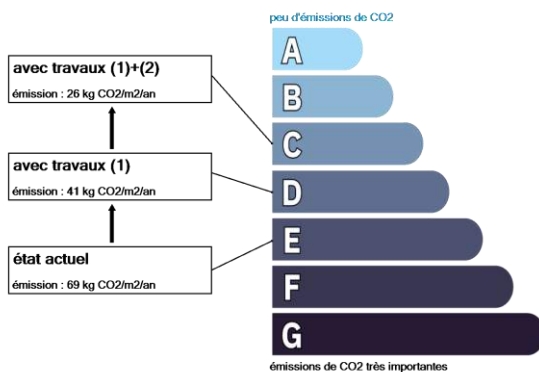 peu d'émissions de CO2
A
avec travaux (1)+(2)
émission : 26 kg CO2/m2/an
B
C
avec travaux (1)
émission : 41 kg CO2/m2/an
D
E
état actuel
émission : 69 kg CO2/m2/an
F
G
émissions de CO2 très importantes